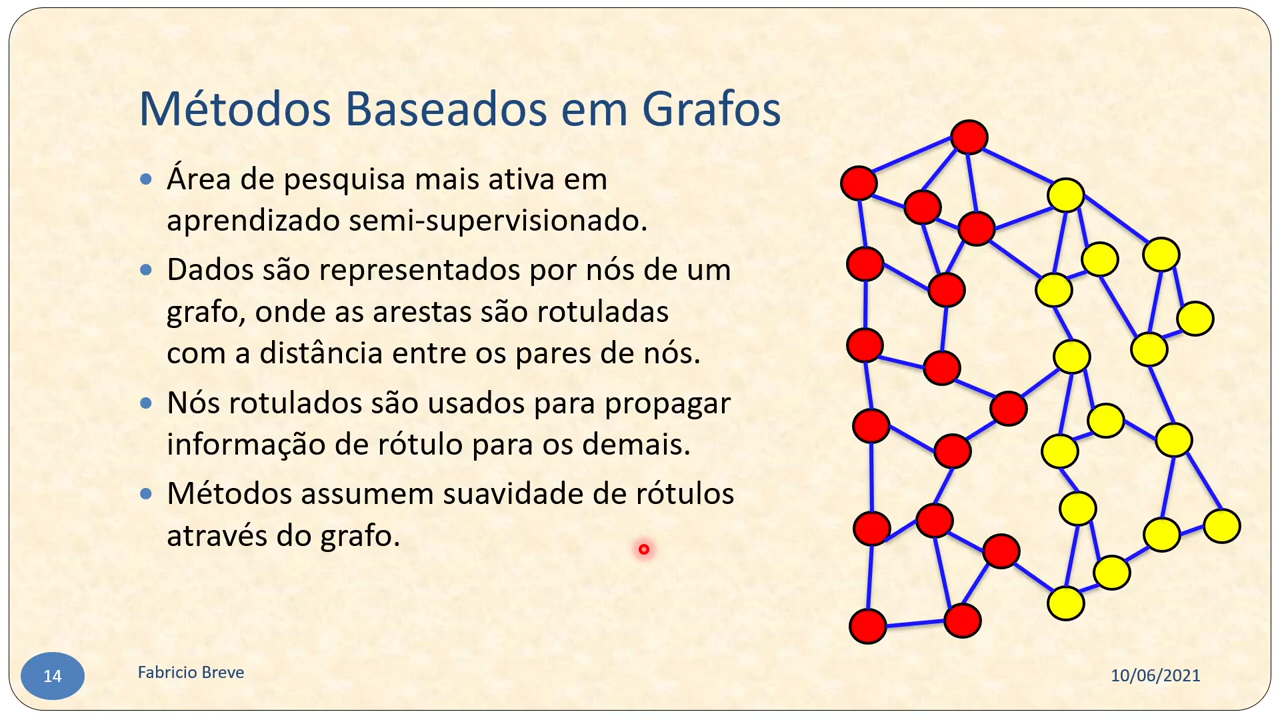 Métodos Baseados em Grafos
• Área de pesquisa mais ativa em
aprendizado semi-supervisionado.
• Dados são representados por nós de um
grafo, onde as arestas são rotuladas
com a distância entre os pares de nós.
• Nós rotulados são usados para propagar
informação de rótulo para os demais.
• Métodos assumem suavidade de rótulos
através do grafo.
14
Fabricio Breve
10/06/2021